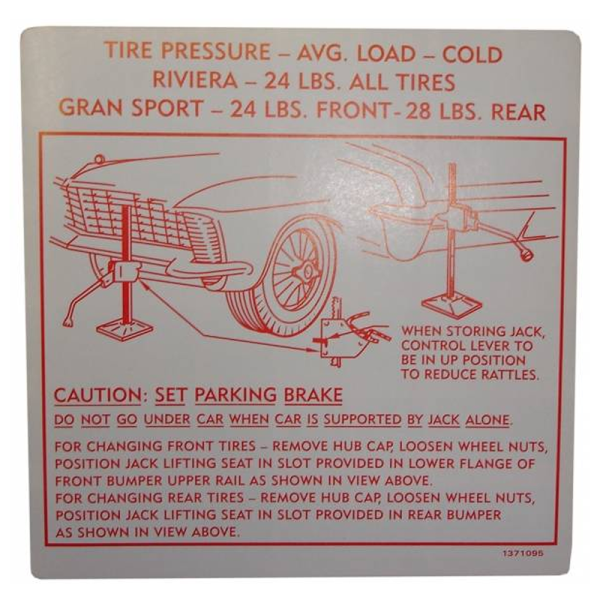 TIRE PRESSURE – AVG. LOAD – COLD
RIVIERA – 24 LBS. ALL TIRES
GRAN SPORT – 24 LBS. FRONT- 28 LBS. REAR
WHEN STORING JACK,
CONTROL LEVER TO
BE IN UP POSITION
TO REDUCE RATTLES.
CAUTION: SET PARKING BRAKE
DO NOT GO UNDER CAR WHEN CAR IS SUPPORTED BY JACK ALONE.
FOR CHANGING FRONT TIRES – REMOVE HUB CAP, LOOSEN WHEEL NUTS,
POSITION JACK LIFTING SEAT IN SLOT PROVIDED IN LOWER FLANGE OF
FRONT BUMPER UPPER RAIL AS SHOWN IN VIEW ABOVE.
FOR CHANGING REAR TIRES – REMOVE HUB CAP, LOOSEN WHEEL NUTS,
POSITION JACK LIFTING SEAT IN SLOT PROVIDED IN REAR BUMPER
AS SHOWN IN VIEW ABOVE.
1371095